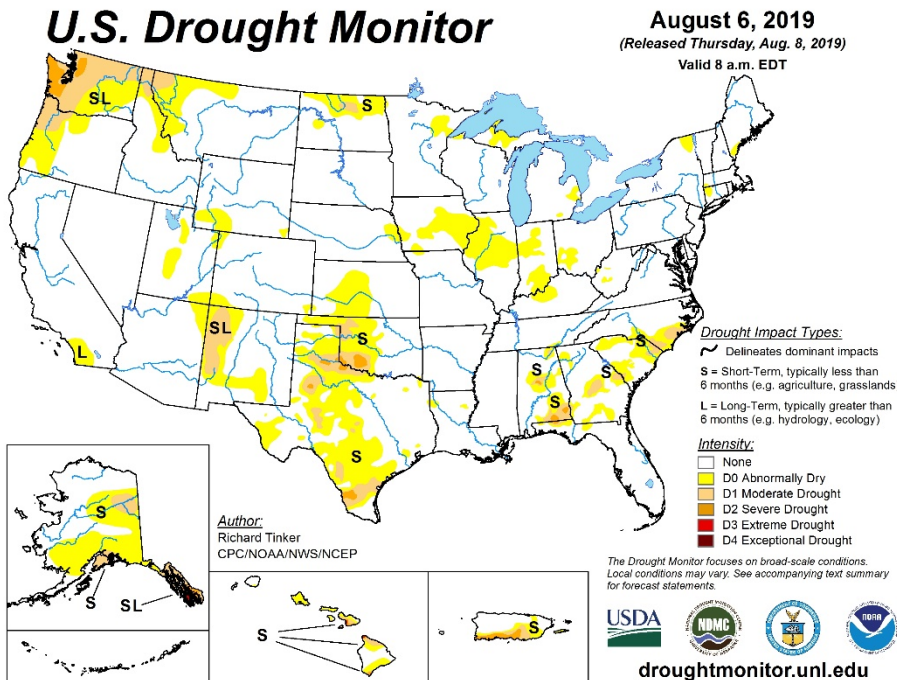 U.S. Drought Monitor
August 6, 2019
(Released Thursday, Aug. 8, 2019)
Valid 8 a.m. EDT
SL
S
L
SL
S
S
S
S
S
S
Drought Impact Types:
Delineates dominant impacts
S = Short-Term, typically less than
6 months (e.g. agriculture, grasslands
L = Long-Term, typically greater than
6 months (e.g. hydrology, ecology)
Intensity:
None
D0 Abnormally Dry
D1 Moderate Drought
D2 Severe Drought
D3 Extreme Drought
D4 Exceptional Drought
S
S
SL
Author:
Richard Tinker
CPC/NOAA/NWS/NCEP
S
S
The Drought Monitor focuses on broad-scale conditions.
Local conditions may vary. See accompanying text summary
for forecast statements.
USDA
NDMC
NOAA
droughtmonitor.unl.edu